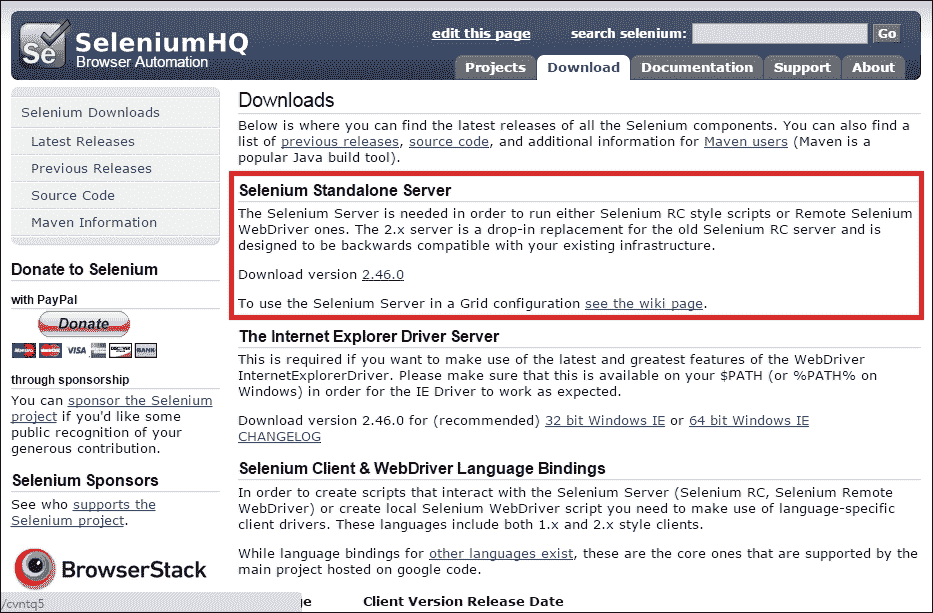 Se
SeleniumHQ
Browser Automation
edit this page
search selenium:
Go
Projects
Download
Documentation
Support
About
Selenium Downloads
Latest Releases
Previous Releases
Source Code
Maven Information
Donate to Selenium
with PayPal
Donate
VISA
BANK
through sponsorship
You can sponsor the Selenium
project if you'd like some
public recognition of your
generous contribution.
Selenium Sponsors
See who supports the
Selenium project.
BrowserStack
/cvntq5
Downloads
Below is where you can find the latest releases of all the Selenium components. You can also find a
list of previous releases, source code, and additional information for Maven users (Maven is a
popular Java build tool).
Selenium Standalone Server
The Selenium Server is needed in order to run either Selenium RC style scripts or Remote Selenium
WebDriver ones. The 2.x server is a drop-in replacement for the old Selenium RC server and is
designed to be backwards compatible with your existing infrastructure.
Download version 2.46.0
To use the Selenium Server in a Grid configuration see the wiki page.
The Internet Explorer Driver Server
This is required if you want to make use of the latest and greatest features of the WebDriver
InternetExplorerDriver. Please make sure that this is available on your $PATH (or %PATH% on
Windows) in order for the IE Driver to work as expected.
Download version 2.46.0 for (recommended) 32 bit Windows IE or 64 bit Windows IE
CHANGELOG
Selenium Client & WebDriver Language Bindings
In order to create scripts that interact with the Selenium Server (Selenium RC, Selenium Remote
WebDriver) or create local Selenium WebDriver script you need to make use of language-specific
client drivers. These languages include both 1.x and 2.x style clients.
While language bindings for other languages exist, these are the core ones that are supported by the
main project hosted on google code.
Client Version Release Date